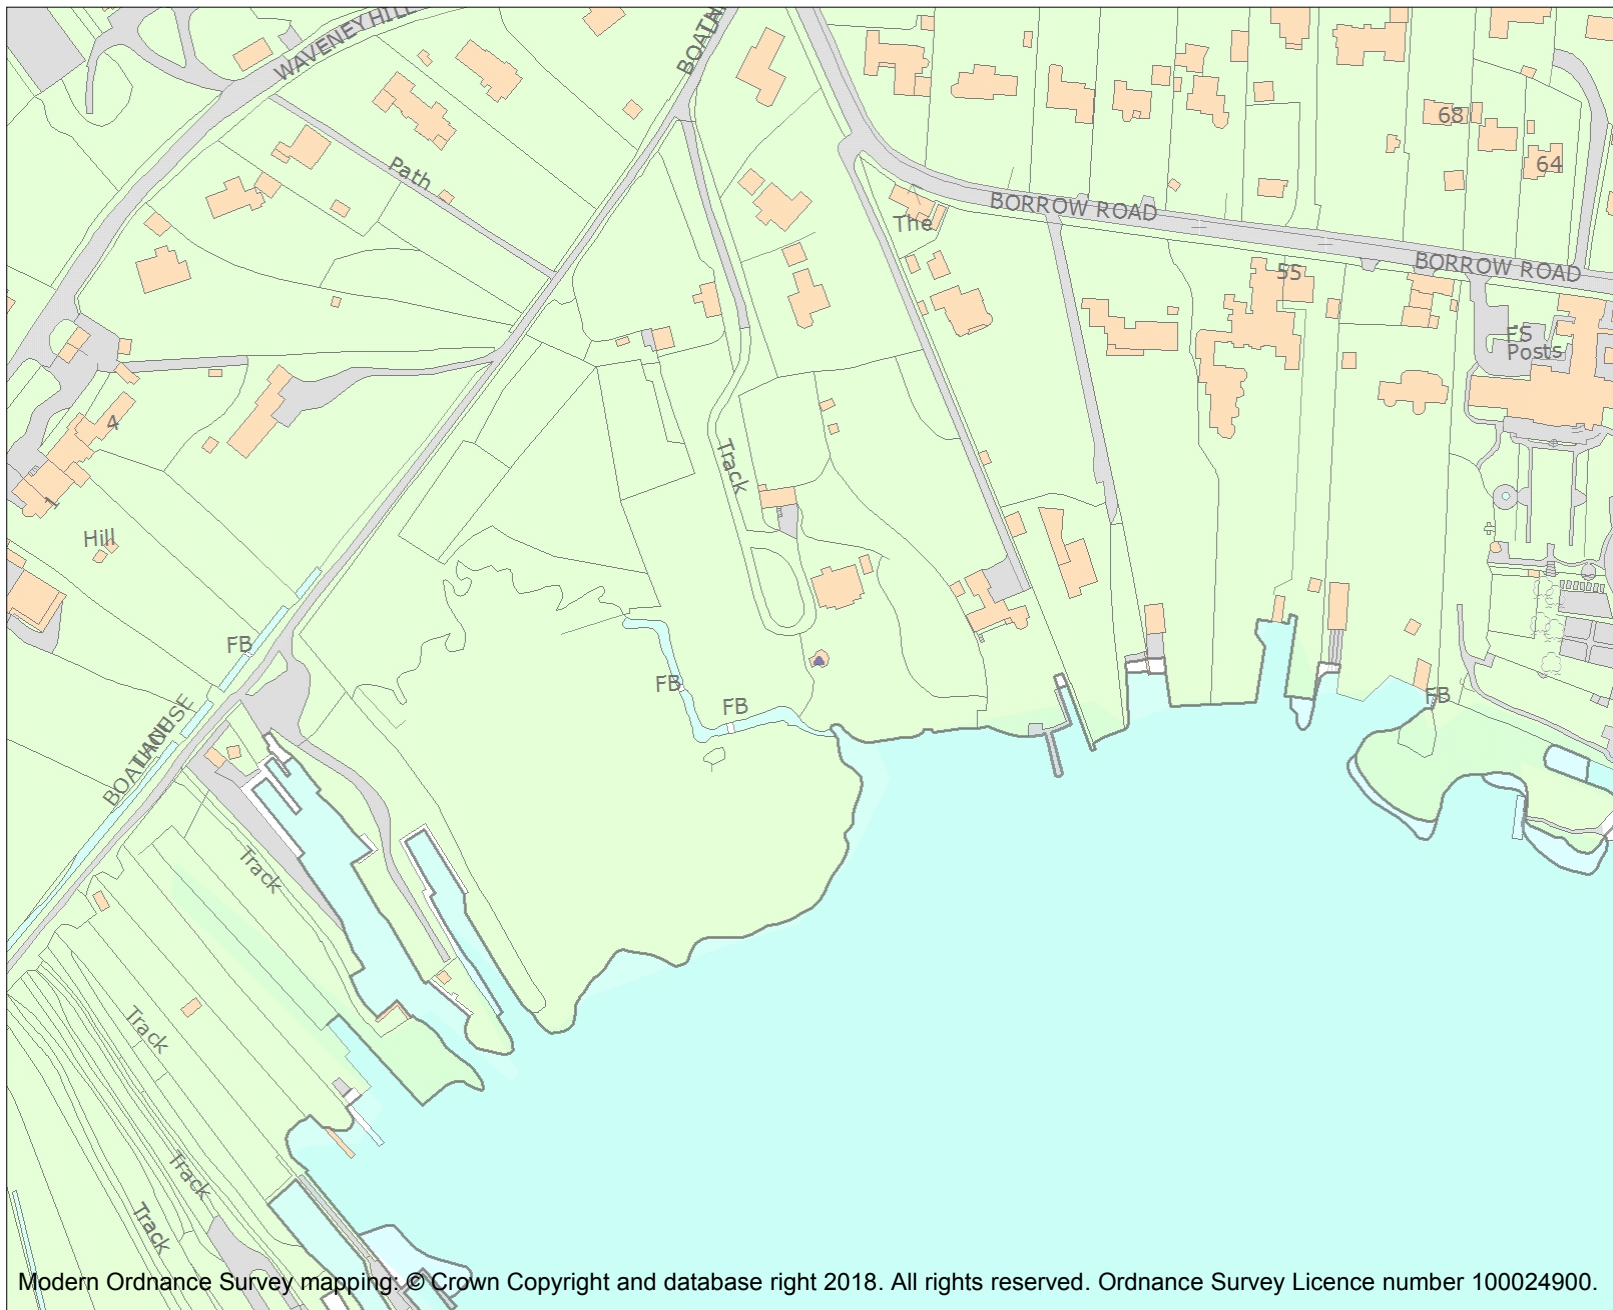 WAVENEY HILL
BOATH
Path
68
64
The
BORROW ROAD
55
BORROW ROAD
FS
Posts
4
1
Hill
Track
FB
FB
FB
FB
BOATHOUSE
LANE
Track
Track
Track
Track
Modern Ordnance Survey mapping: © Crown Copyright and database right 2018. All rights reserved. Ordnance Survey Licence number 100024900.